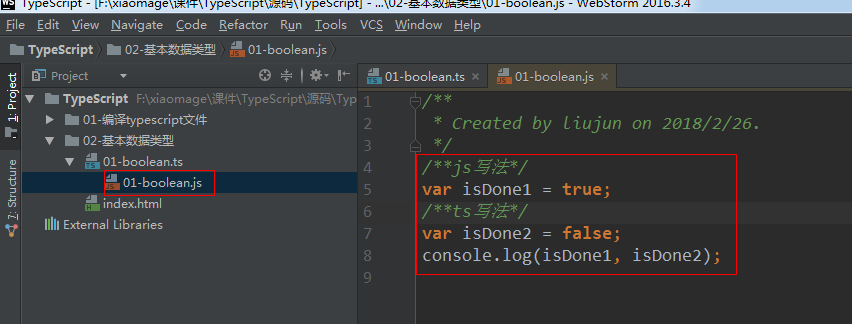 WS TypeScript - [F:\xiaomage\课件\TypeScript\源码\TypeScript] - ...\02-基本数据类型\01-boolean.js - WebStorm 2016.3.4
File Edit View Navigate Code Refactor Run Tools VCS Window Help
TypeScript 02-基本数据类型 01-boolean.js
1: Project
7: Structure
Project
TypeScript F:\xiaomage\课件\TypeScript\源码\Typ
01-编译typescript文件
02-基本数据类型
01-boolean.ts
01-boolean.js
index.html
External Libraries
01-boolean.ts × 01-boolean.js ×
1 /**
2 * Created by liujun on 2018/2/26.
3 */
4 /**js写法*/
5 var isDone1 = true;
6 /**ts写法*/
7 var isDone2 = false;
8 console.log(isDone1, isDone2);
9